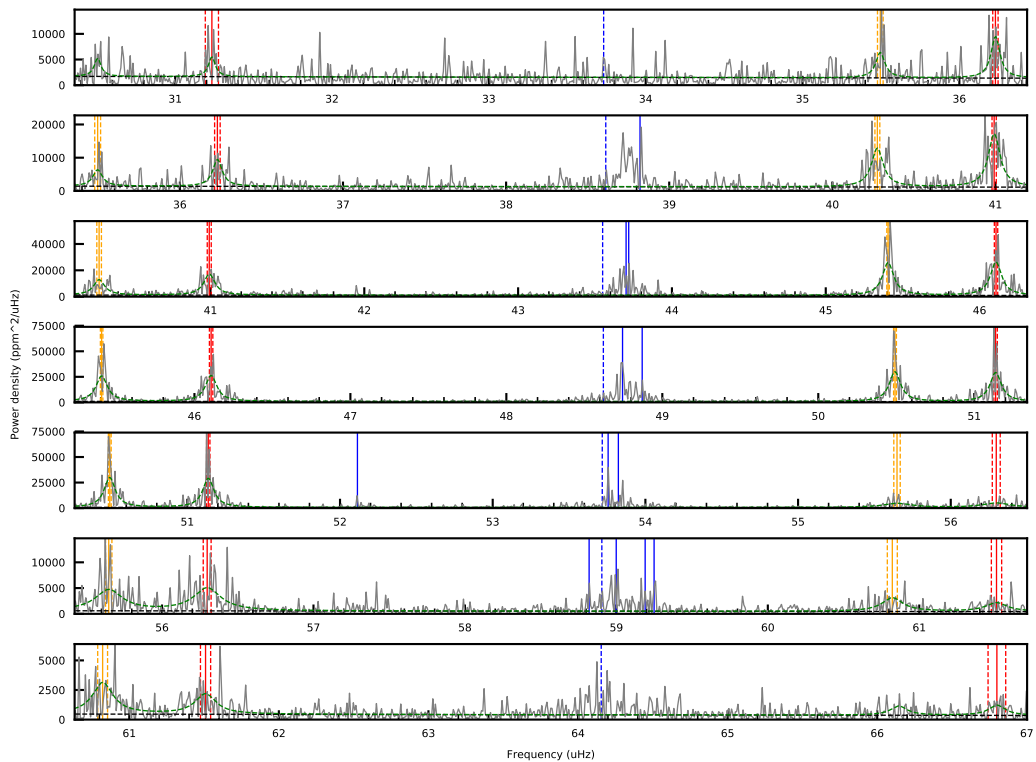 10000
5000
0
31 32 33 34 35 36
20000
10000
0
36 37 38 39 40 41
40000
20000
0
41 42 43 44 45 46
75000
50000
25000
0
46 47 48 49 50 51
Power density (ppm^2/uHz)
75000
50000
25000
0
51 52 53 54 55 56
10000
5000
0
56 57 58 59 60 61
5000
2500
0
61 62 63 64 65 66 67
Frequency (uHz)